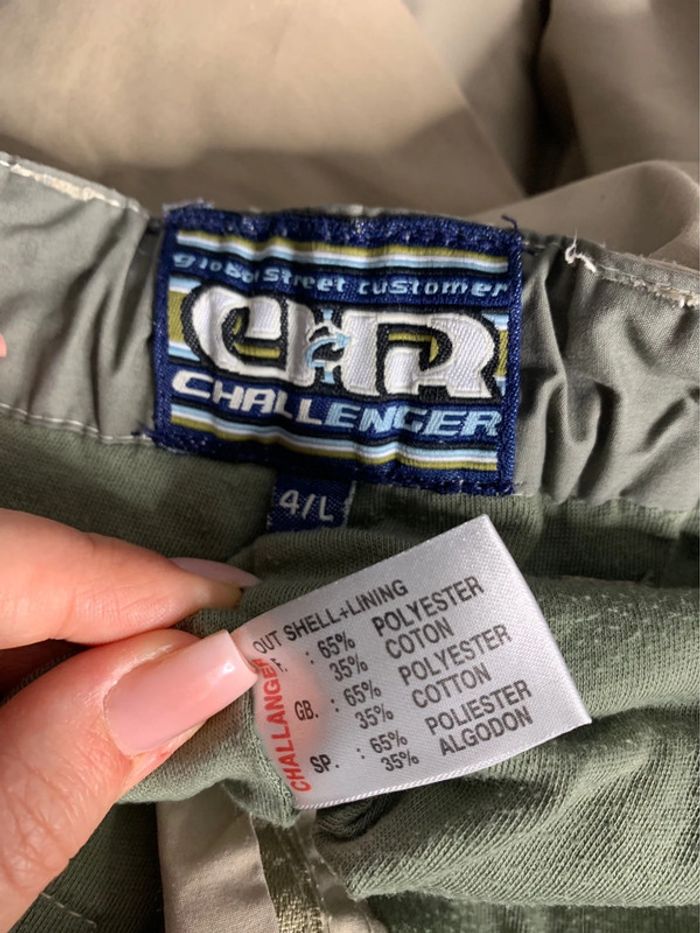 global Street cuStomer
CHR
CHALLENGER
4/L
OUT SHELL+LINING
F. : 65% POLYESTER
35% COTON
GB. : 65% POLYESTER
35% COTTON
SP. : 65% POLIESTER
35% ALGODON
CHALLANGER